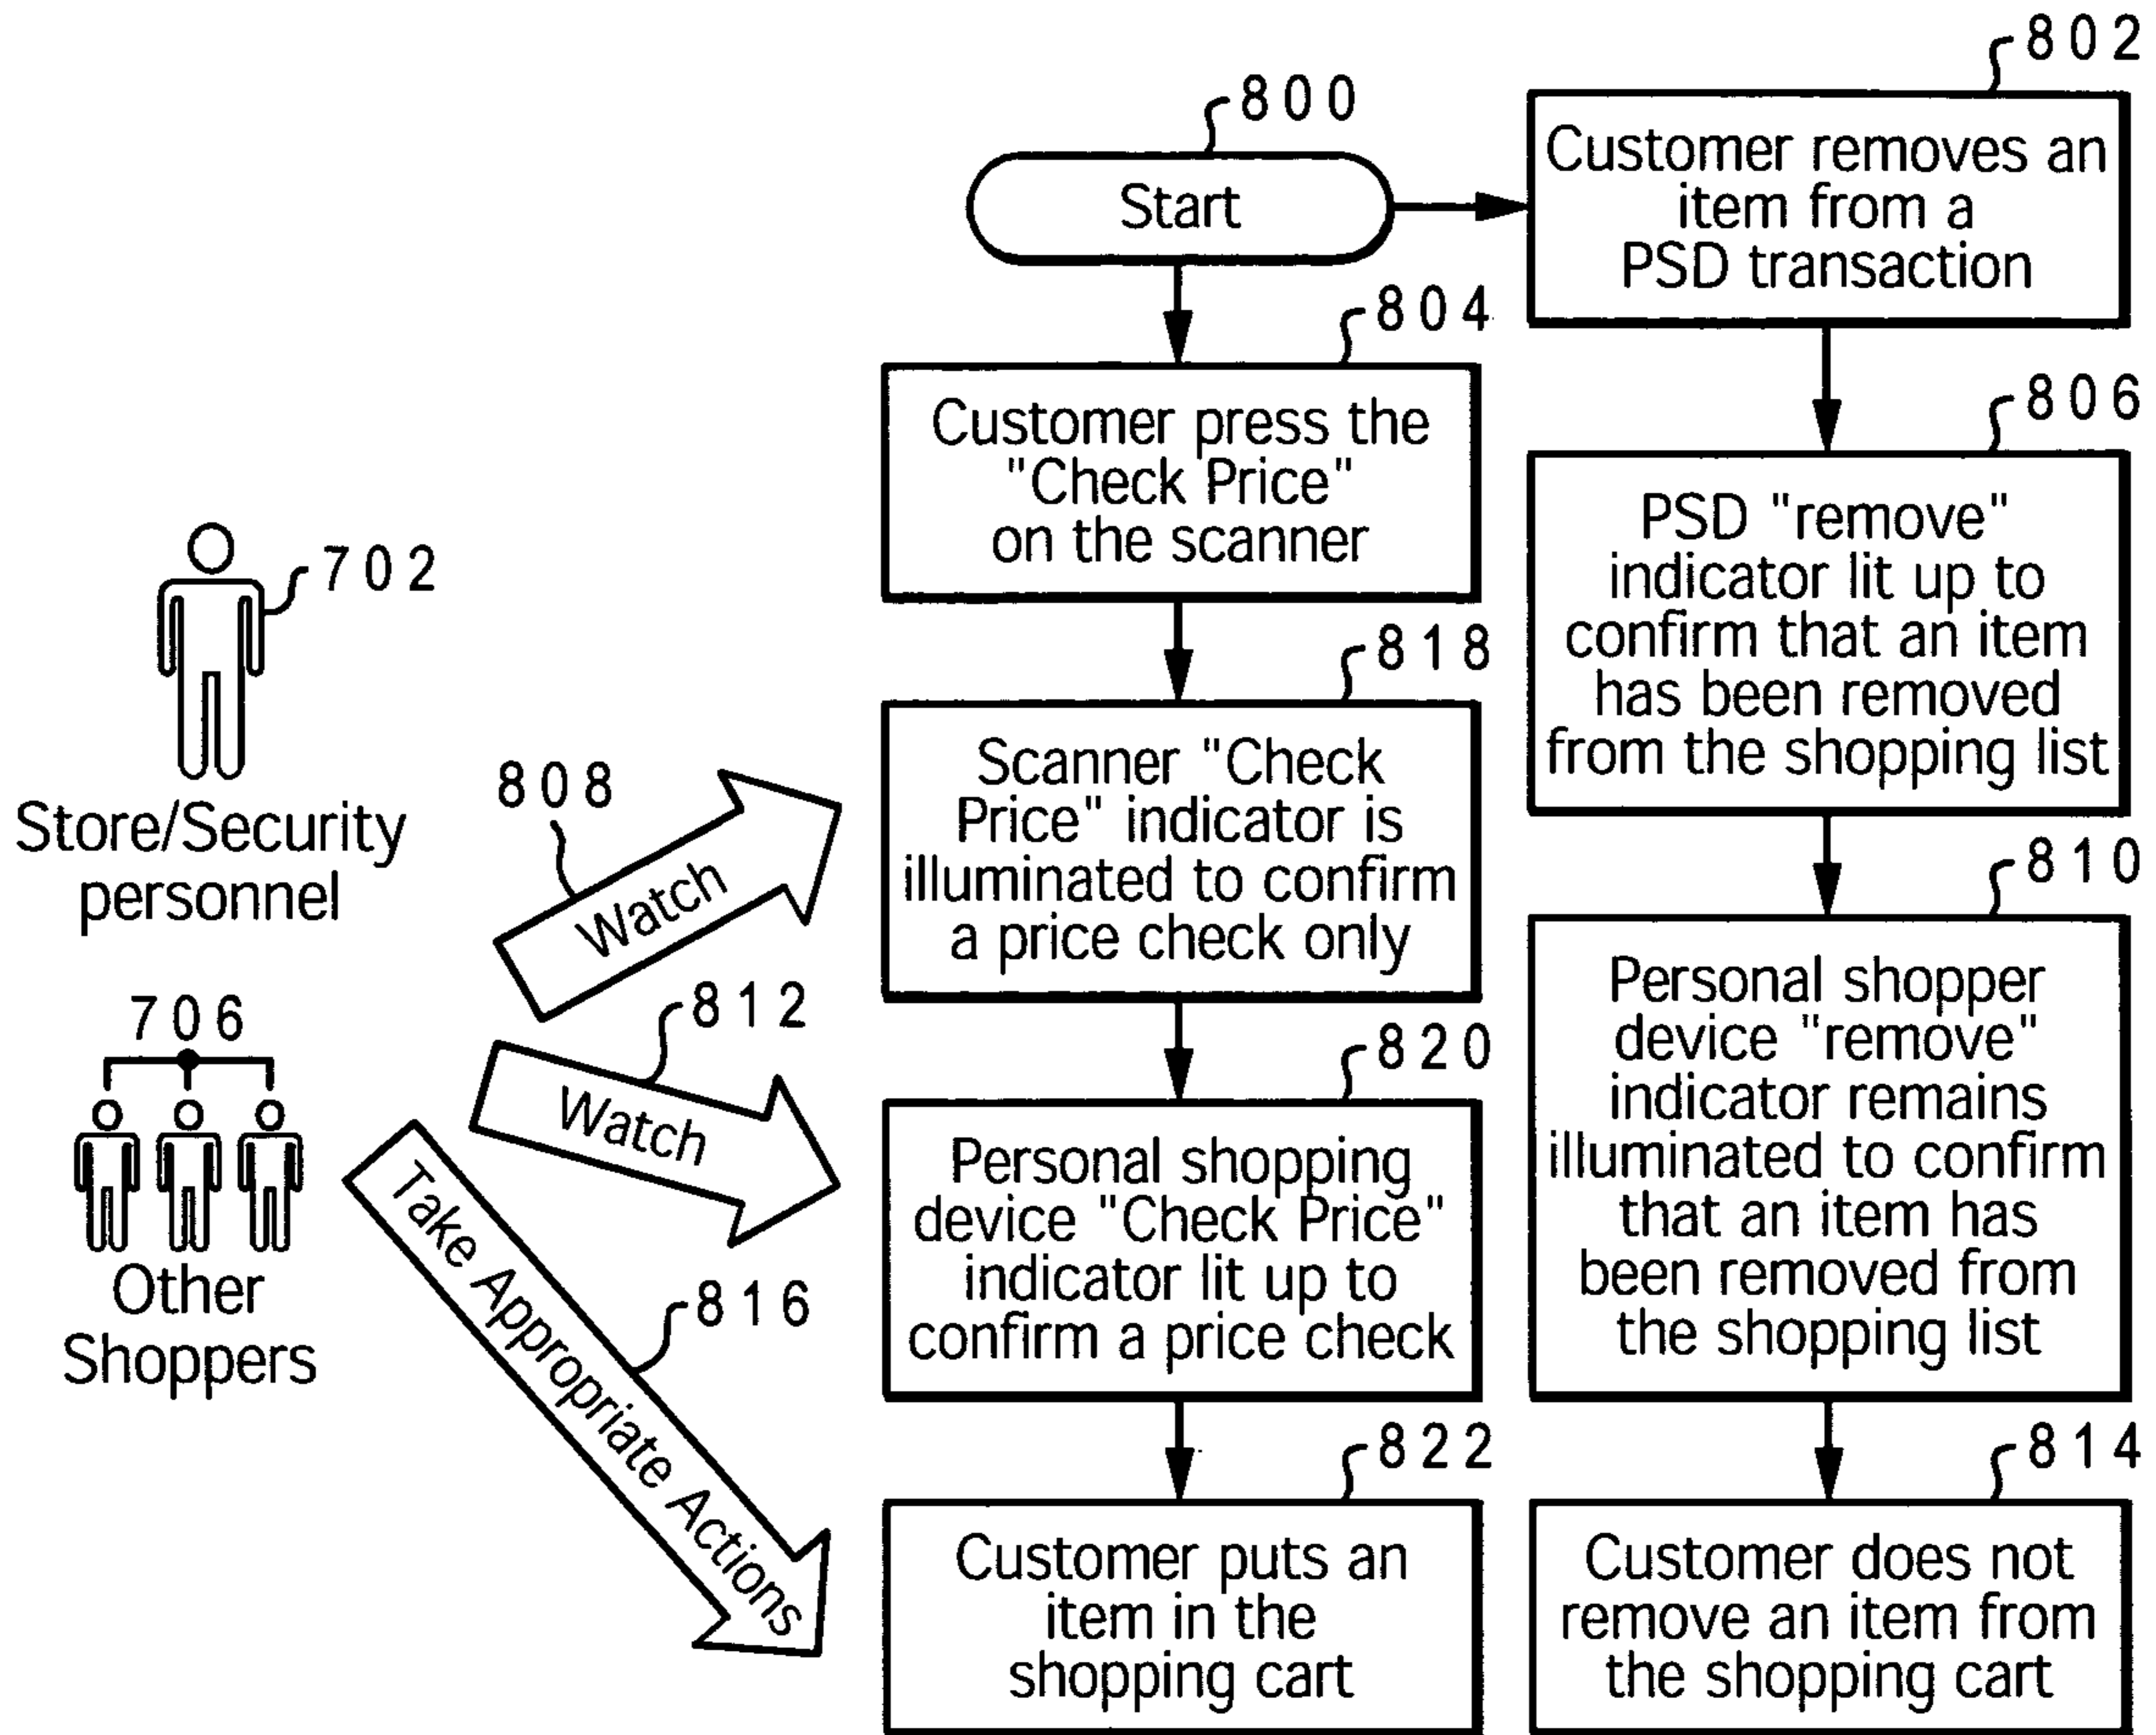 800
Start
802
Customer removes an
item from a
PSD transaction
804
Customer press the
"Check Price"
on the scanner
806
PSD "remove"
indicator lit up to
confirm that an item
has been removed
from the shopping list
702
Store/Security
personnel
706
Other
Shoppers
808
Watch
812
Watch
816
Take Appropriate Actions
818
Scanner "Check
Price" indicator is
illuminated to confirm
a price check only
810
Personal shopper
device "remove"
indicator remains
illuminated to confirm
that an item has
been removed from
the shopping list
820
Personal shopping
device "Check Price"
indicator lit up to
confirm a price check
822
Customer puts an
item in the
shopping cart
814
Customer does not
remove an item from
the shopping cart